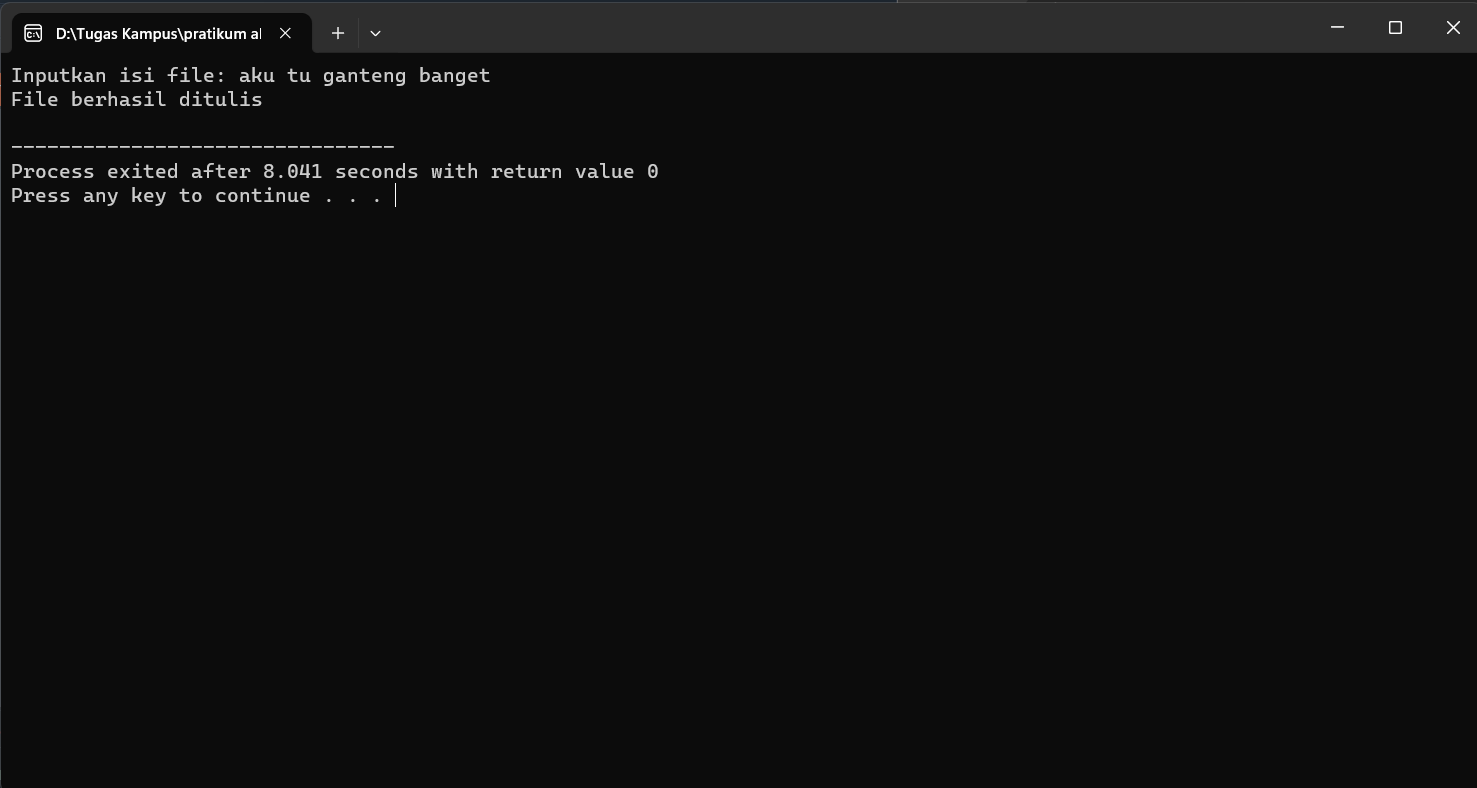 D:\Tugas Kampus\pratikum al
Inputkan isi file: aku tu ganteng banget
File berhasil ditulis
--------------------------------
Process exited after 8.041 seconds with return value 0
Press any key to continue . . .